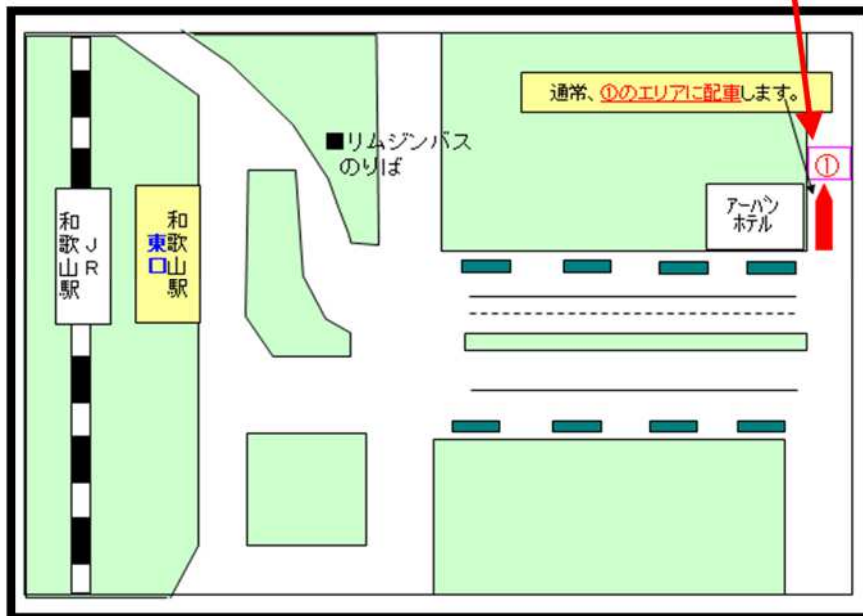 通常、①のエリアに配車します。
■リムジンバス
のりば
①
アーバン
ホテル
JR
和歌山駅
和歌山駅
東口